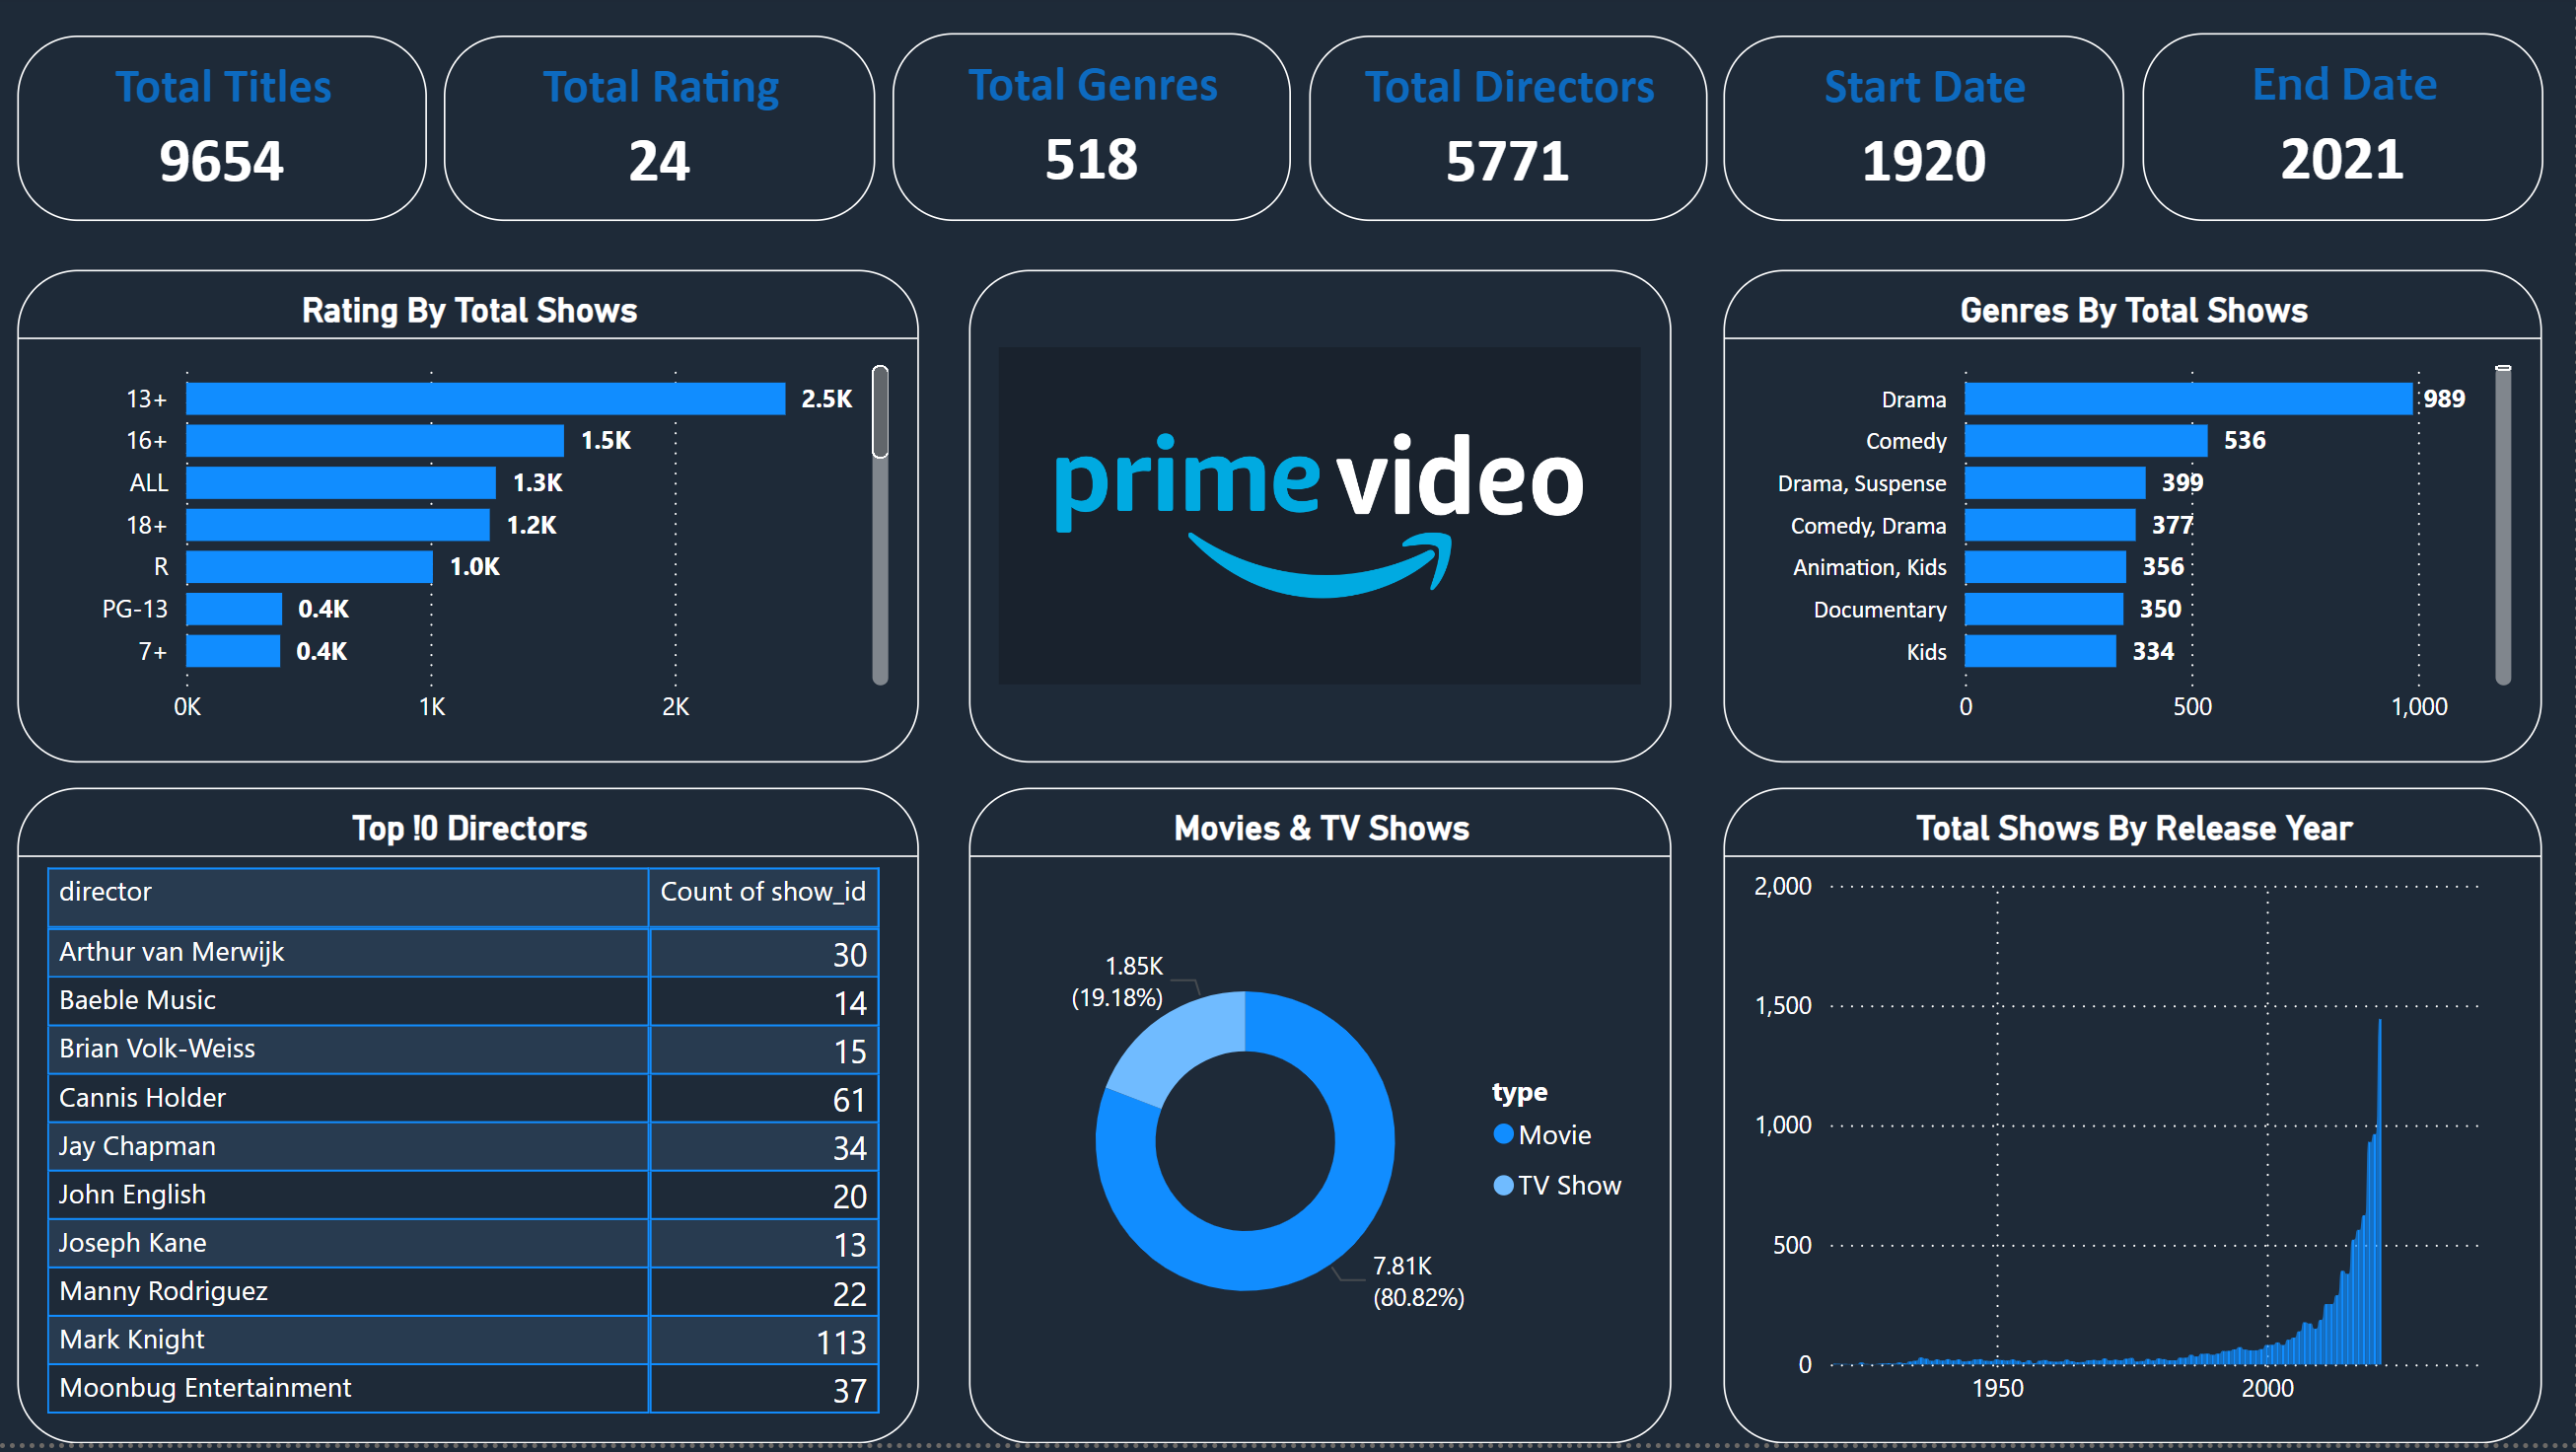 Total Titles
9654
Total Rating
24
Total Genres
518
Total Directors
5771
Start Date
1920
End Date
2021
Rating By Total Shows
13+ 2.5K
16+ 1.5K
ALL 1.3K
18+ 1.2K
R 1.0K
PG-13 0.4K
7+ 0.4K
0K 1K 2K
prime video
Genres By Total Shows
Drama 989
Comedy 536
Drama, Suspense 399
Comedy, Drama 377
Animation, Kids 356
Documentary 350
Kids 334
0 500 1,000
Top !0 Directors
director Count of show_id
Arthur van Merwijk 30
Baeble Music 14
Brian Volk-Weiss 15
Cannis Holder 61
Jay Chapman 34
John English 20
Joseph Kane 13
Manny Rodriguez 22
Mark Knight 113
Moonbug Entertainment 37
Movies & TV Shows
1.85K
(19.18%)
type
Movie
TV Show
7.81K
(80.82%)
Total Shows By Release Year
2,000
1,500
1,000
500
0
1950 2000